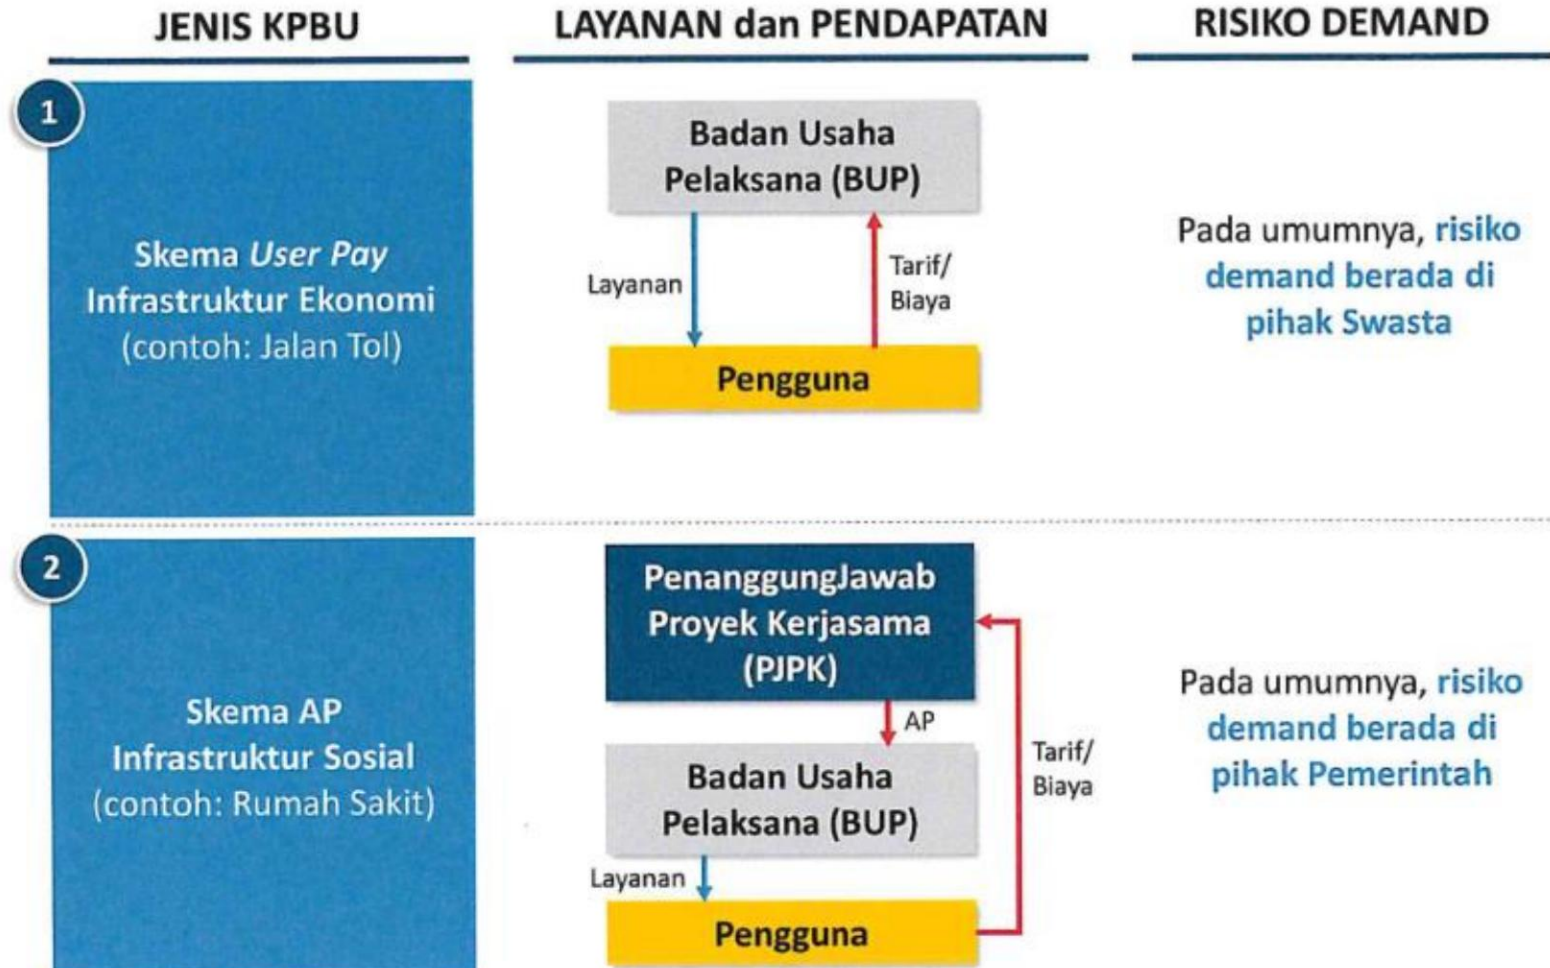 JENIS KPBU
LAYANAN dan PENDAPATAN
RISIKO DEMAND
1
Skema User Pay
Infrastruktur Ekonomi
(contoh: Jalan Tol)
Badan Usaha
Pelaksana (BUP)
Layanan
Tarif/
Biaya
Pengguna
Pada umumnya, risiko
demand berada di
pihak Swasta
2
Skema AP
Infrastruktur Sosial
(contoh: Rumah Sakit)
PenanggungJawab
Proyek Kerjasama
(PJPK)
AP
Badan Usaha
Pelaksana (BUP)
Layanan
Tarif/
Biaya
Pengguna
Pada umumnya, risiko
demand berada di
pihak Pemerintah